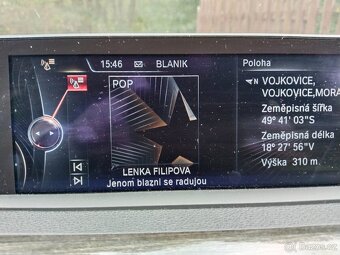 15:46 BLANIK
Poloha
POP
N VOJKOVICE,
VOJKOVICE,MORA
Zeměpisná šířka
49° 41' 03"S
Zeměpisná délka
18° 27' 56"V
Výška 310 m.
LENKA FILIPOVA
Jenom blazni se radujou